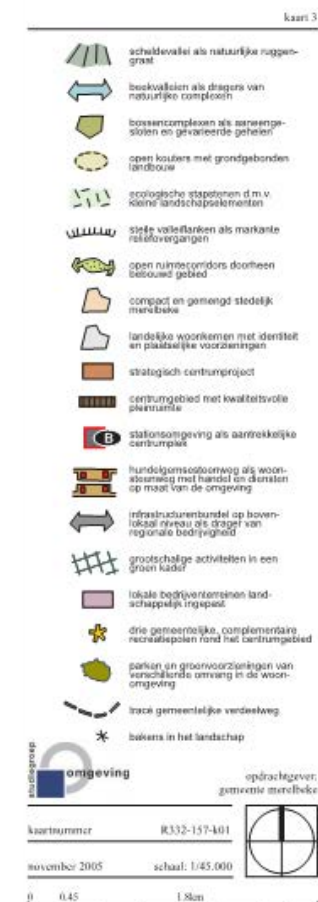 kaart 3
scheldevallei als natuurlijke ruggen-
graat
beekvalleien als dragers van
natuurlijke complexen
bossencomplexen als aaneenge-
sloten en gevarieerde gehelen
open kouters met grondgebonden
landbouw
ecologische stapstenen d.m.v.
kleine landschapselementen
steile valleiflanken als markante
reliëfovergangen
open ruimtecorridors doorheen
bebouwd gebied
compact en gemengd stedelijk
merelbeke
landelijke woonkernen met identiteit
en plaatselijke voorzieningen
strategisch centrumproject
centrumgebied met kwaliteitsvolle
pleinruimte
B
stationsomgeving als aantrekkelijke
centrumplek
hundelgemsesteenweg als woon-
steenweg met handel en diensten
op maat van de omgeving
infrastructurenbundel op boven-
lokaal niveau als drager van
regionale bedrijvigheid
grootschalige activiteiten in een
groen kader
lokale bedrijventerreinen land-
schappelijk ingepast
drie gemeentelijke, complementaire
recreatiepolen rond het centrumgebied
parken en groenvoorzieningen van
verschillende omvang in de woon-
omgeving
tracé gemeentelijke verdeelweg
bakens in het landschap
studiegroep
omgeving
opdrachtgever:
gemeente merelbeke
kaartnummer R332-157-k01
november 2005 schaal: 1/45.000
0 0.45 1.8km